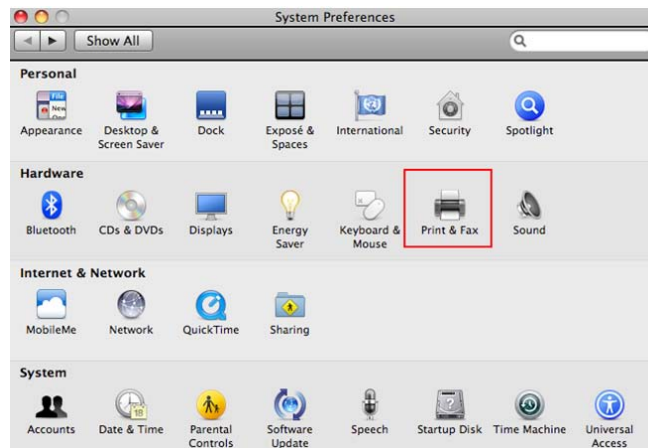 System Preferences
Show All
Personal
Appearance
Desktop &
Screen Saver
Dock
Exposé &
Spaces
International
Security
Spotlight
Hardware
Bluetooth
CDs & DVDs
Displays
Energy
Saver
Keyboard &
Mouse
Print & Fax
Sound
Internet & Network
MobileMe
Network
QuickTime
Sharing
System
Accounts
Date & Time
Parental
Controls
Software
Update
Speech
Startup Disk
Time Machine
Universal
Access